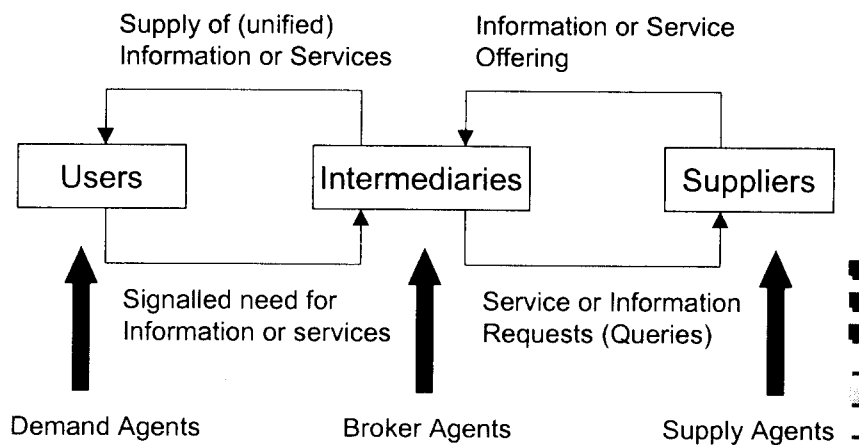 Supply of (unified)
Information or Services
Information or Service
Offering
Users
Intermediaries
Suppliers
Signalled need for
Information or services
Service or Information
Requests (Queries)
Demand Agents
Broker Agents
Supply Agents